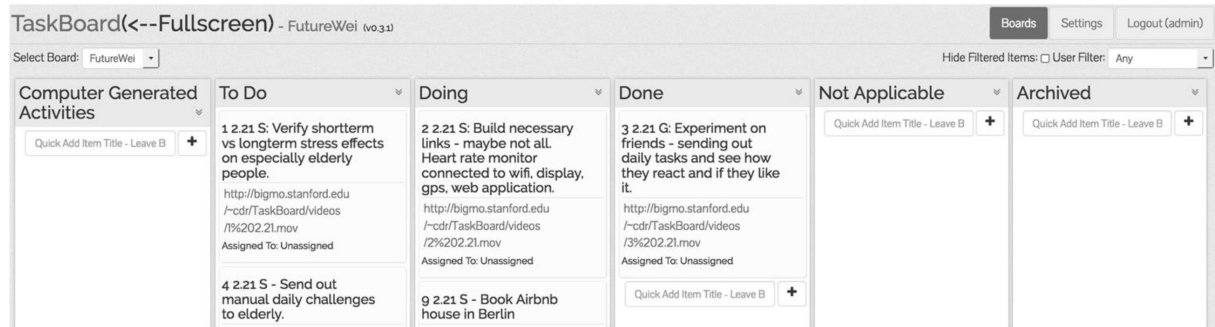 TaskBoard(<--Fullscreen) - FutureWei (v0.3.1)
Boards Settings Logout (admin)
Select Board: FutureWei
Hide Filtered Items: User Filter: Any
Computer Generated
Activities
Quick Add Item Title - Leave B +
To Do
1 2.21 S: Verify shortterm
vs longterm stress effects
on especially elderly
people.
http://bigmo.stanford.edu
/~cdr/TaskBoard/videos
/1%202.21.mov
Assigned To: Unassigned
4 2.21 S - Send out
manual daily challenges
to elderly.
Doing
2 2.21 S: Build necessary
links - maybe not all.
Heart rate monitor
connected to wifi, display,
gps, web application.
http://bigmo.stanford.edu
/~cdr/TaskBoard/videos
/2%202.21.mov
Assigned To: Unassigned
9 2.21 S - Book Airbnb
house in Berlin
Done
3 2.21 G: Experiment on
friends - sending out
daily tasks and see how
they react and if they like
it.
http://bigmo.stanford.edu
/~cdr/TaskBoard/videos
/3%202.21.mov
Assigned To: Unassigned
Quick Add Item Title - Leave B +
Not Applicable
Quick Add Item Title - Leave B +
Archived
Quick Add Item Title - Leave B +